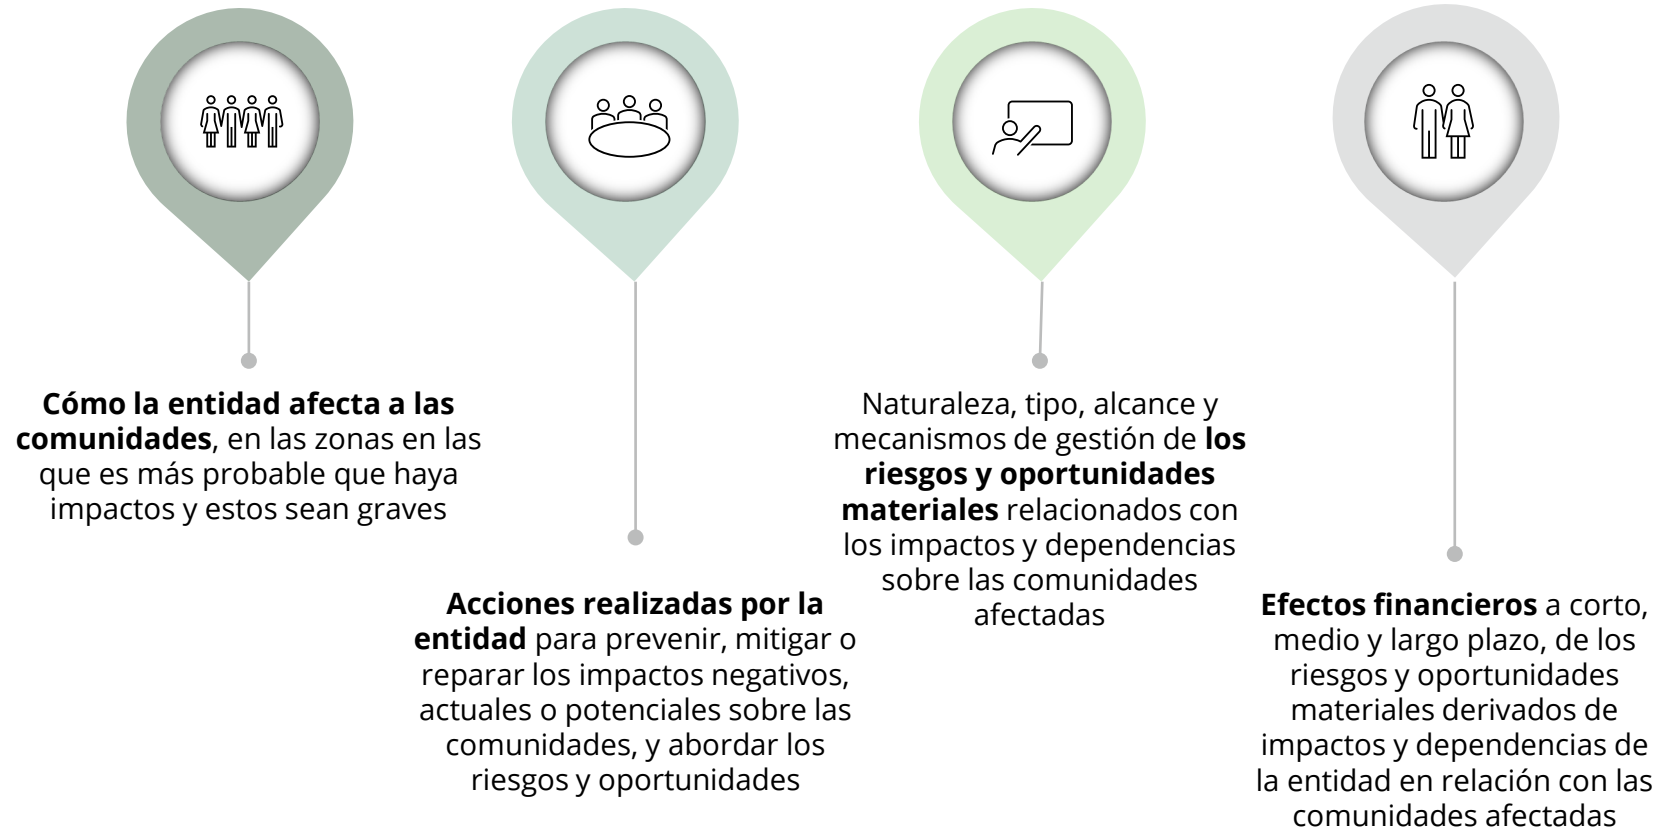 Cómo la entidad afecta a las
comunidades, en las zonas en las
que es más probable que haya
impactos y estos sean graves
Acciones realizadas por la
entidad para prevenir, mitigar o
reparar los impactos negativos,
actuales o potenciales sobre las
comunidades, y abordar los
riesgos y oportunidades
Naturaleza, tipo, alcance y
mecanismos de gestión de los
riesgos y oportunidades
materiales relacionados con
los impactos y dependencias
sobre las comunidades
afectadas
Efectos financieros a corto,
medio y largo plazo, de los
riesgos y oportunidades
materiales derivados de
impactos y dependencias de
la entidad en relación con las
comunidades afectadas